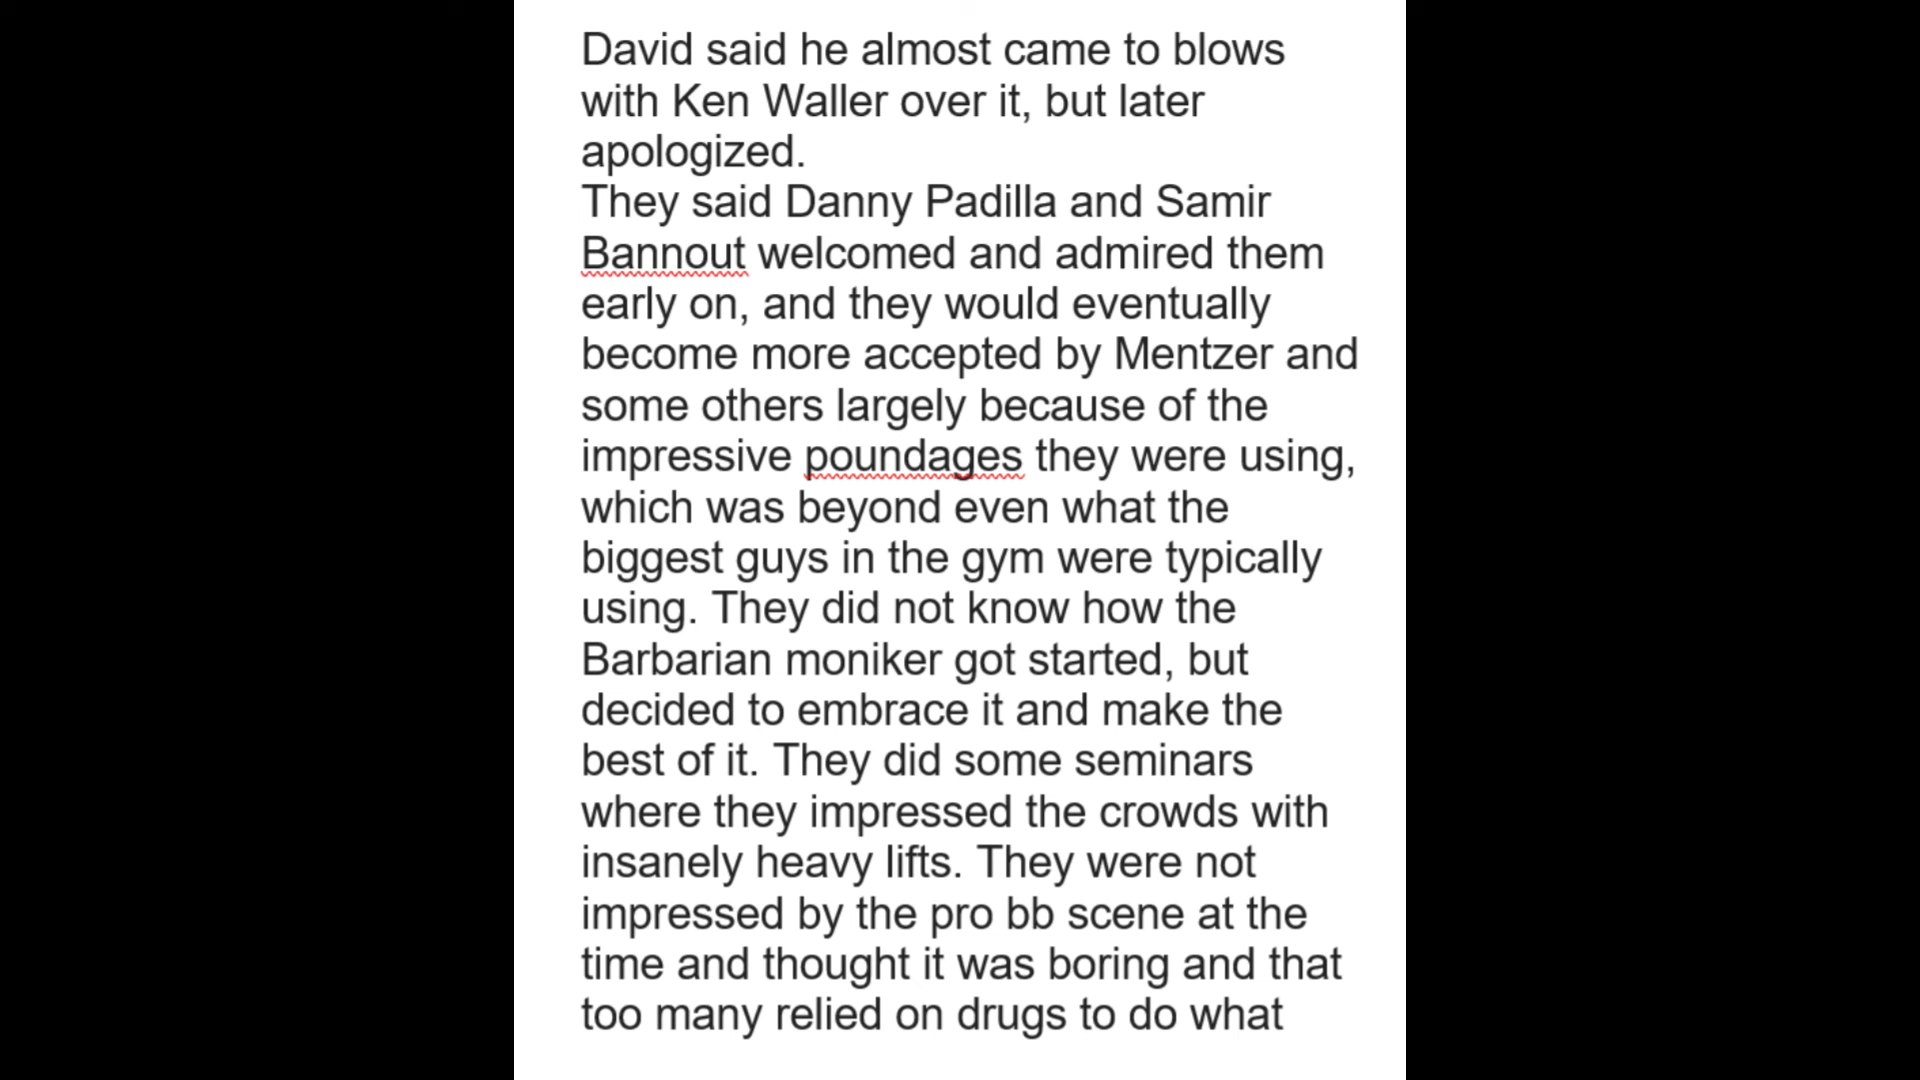 David said he almost came to blows
with Ken Waller over it, but later
apologized.
They said Danny Padilla and Samir
Bannout welcomed and admired them
early on, and they would eventually
become more accepted by Mentzer and
some others largely because of the
impressive poundages they were using,
which was beyond even what the
biggest guys in the gym were typically
using. They did not know how the
Barbarian moniker got started, but
decided to embrace it and make the
best of it. They did some seminars
where they impressed the crowds with
insanely heavy lifts. They were not
impressed by the pro bb scene at the
time and thought it was boring and that
too many relied on drugs to do what